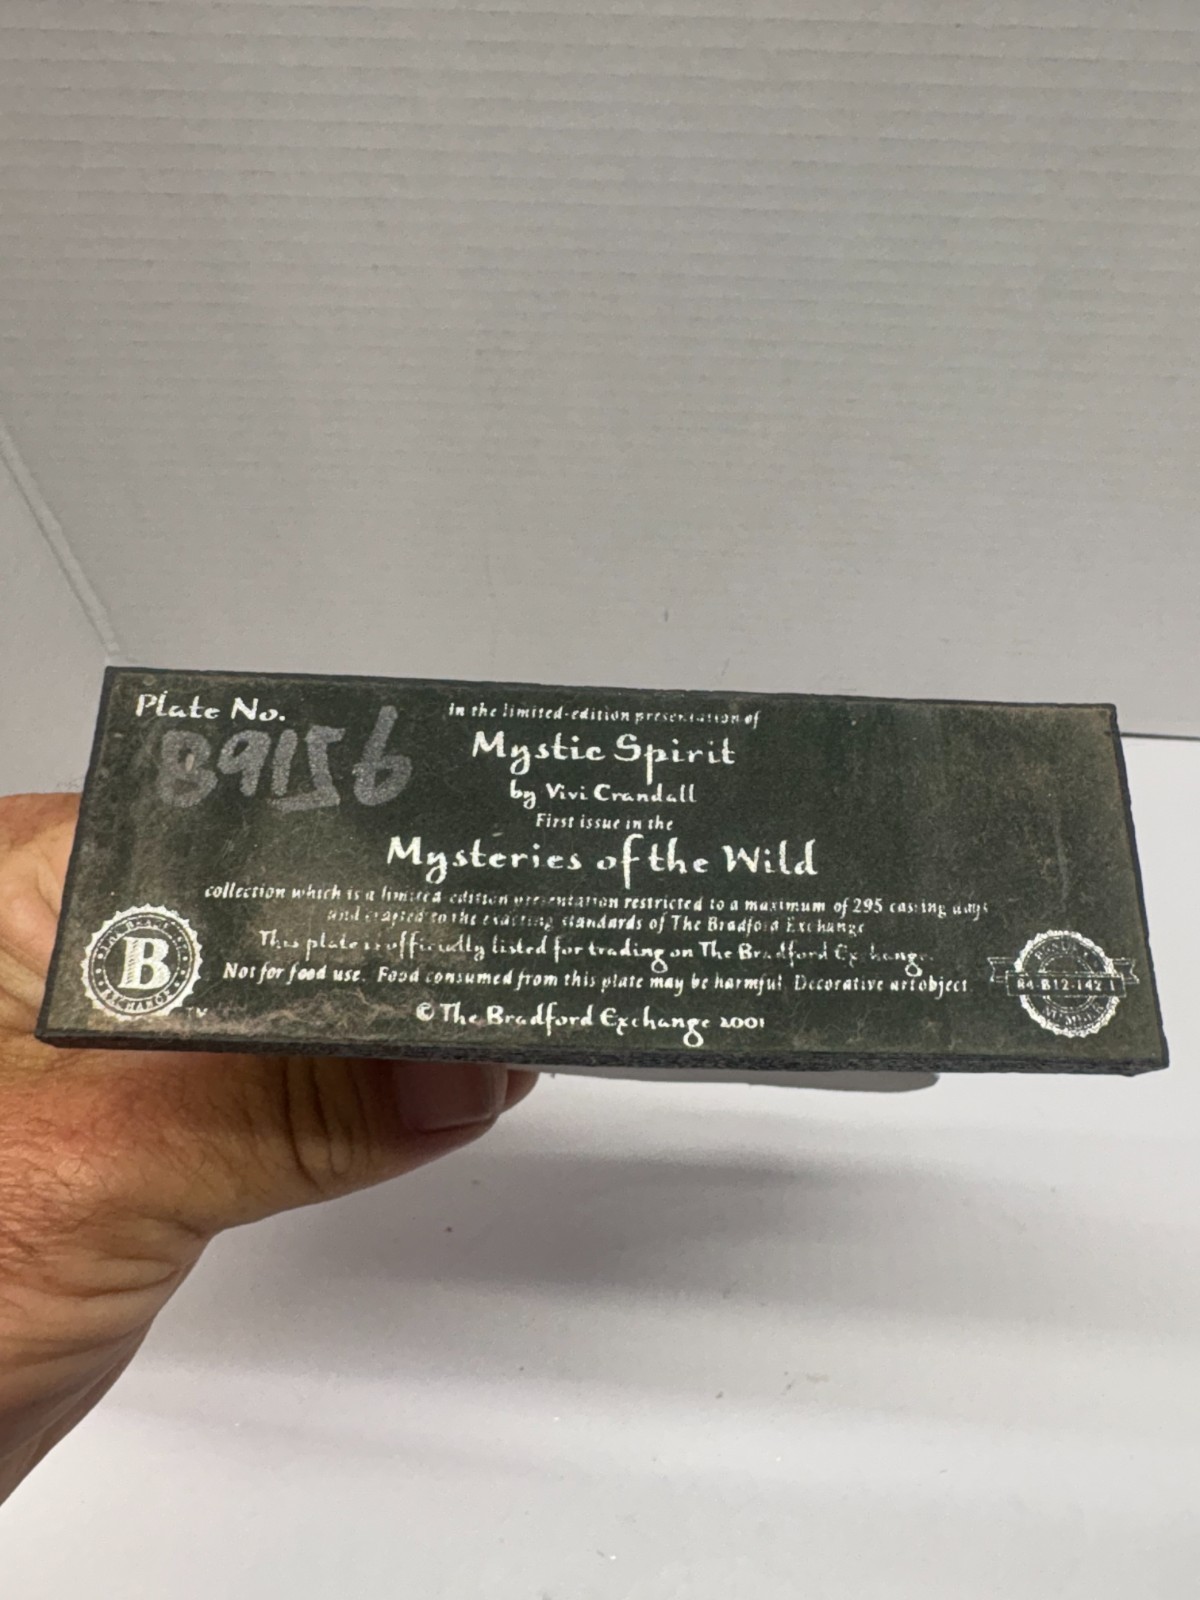 Plate No.
in the limited-edition presentation of
Mystic Spirit
by Vivi Crandall
First issue in the
Mysteries of the Wild
collection which is a limited-edition presentation restricted to a maximum of 295 casting days
and crafted to the exacting standards of The Bradford Exchange
This plate is officially listed for trading on The Bradford Exchange.
Not for food use. Food consumed from this plate may be harmful. Decorative art object.
© The Bradford Exchange 2001
B
EXCHANGE
TM
84-B12-142.1